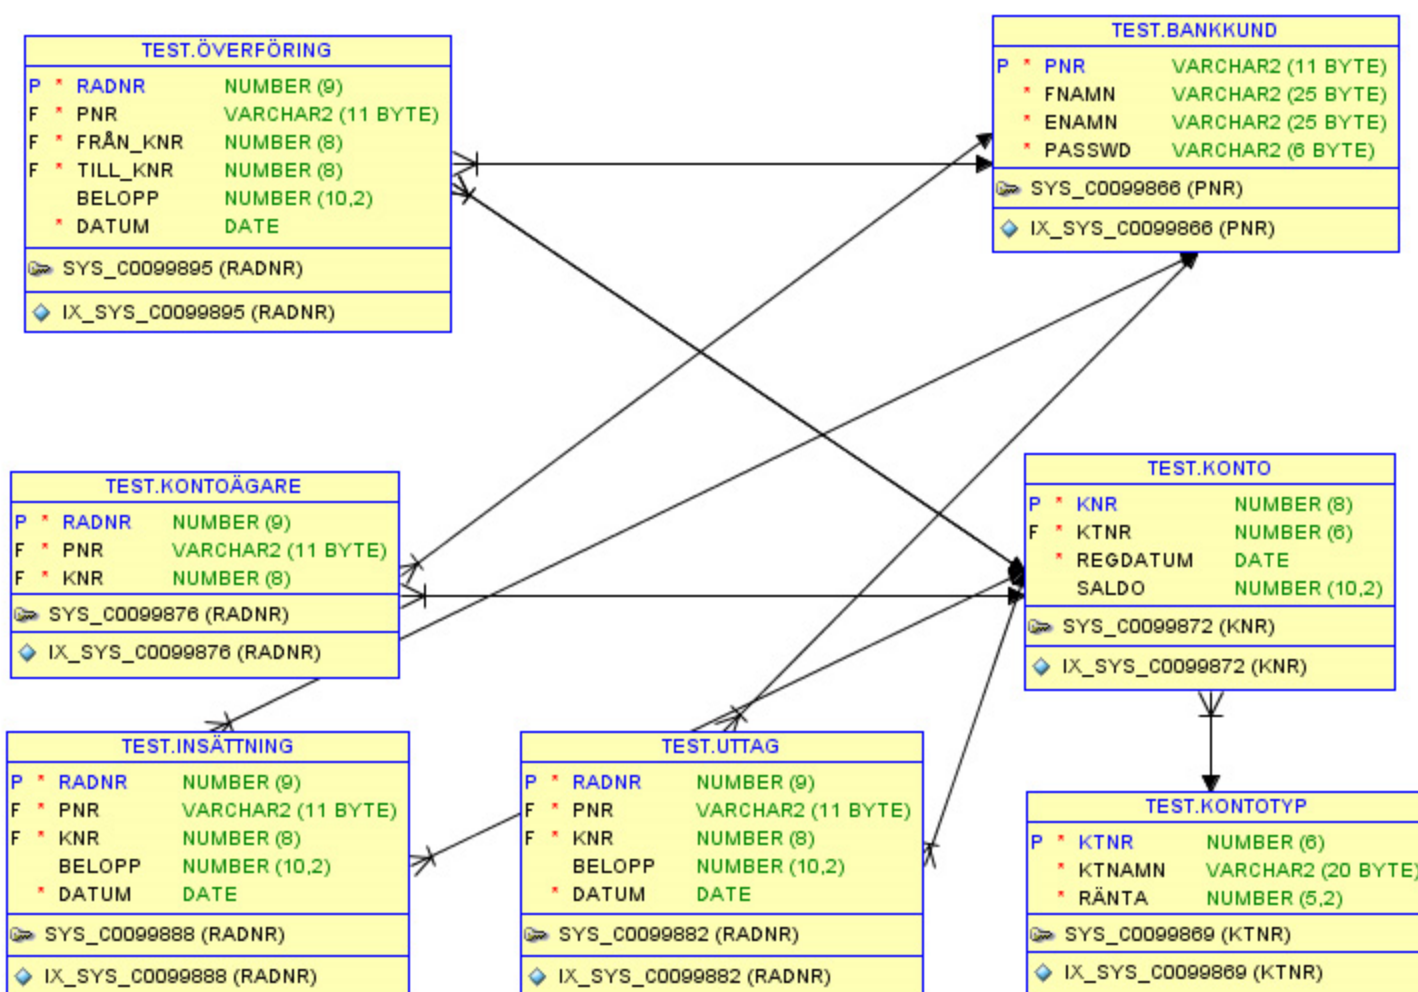 TEST.ÖVERFÖRING
P * RADNR NUMBER (9)
F * PNR VARCHAR2 (11 BYTE)
F * FRÅN_KNR NUMBER (8)
F * TILL_KNR NUMBER (8)
BELOPP NUMBER (10,2)
* DATUM DATE
SYS_C0099895 (RADNR)
IX_SYS_C0099895 (RADNR)
TEST.BANKKUND
P * PNR VARCHAR2 (11 BYTE)
* FNAMN VARCHAR2 (25 BYTE)
* ENAMN VARCHAR2 (25 BYTE)
* PASSWD VARCHAR2 (6 BYTE)
SYS_C0099866 (PNR)
IX_SYS_C0099866 (PNR)
TEST.KONTOÄGARE
P * RADNR NUMBER (9)
F * PNR VARCHAR2 (11 BYTE)
F * KNR NUMBER (8)
SYS_C0099876 (RADNR)
IX_SYS_C0099876 (RADNR)
TEST.KONTO
P * KNR NUMBER (8)
F * KTNR NUMBER (6)
* REGDATUM DATE
SALDO NUMBER (10,2)
SYS_C0099872 (KNR)
IX_SYS_C0099872 (KNR)
TEST.INSÄTTNING
P * RADNR NUMBER (9)
F * PNR VARCHAR2 (11 BYTE)
F * KNR NUMBER (8)
BELOPP NUMBER (10,2)
* DATUM DATE
SYS_C0099888 (RADNR)
IX_SYS_C0099888 (RADNR)
TEST.UTTAG
P * RADNR NUMBER (9)
F * PNR VARCHAR2 (11 BYTE)
F * KNR NUMBER (8)
BELOPP NUMBER (10,2)
* DATUM DATE
SYS_C0099882 (RADNR)
IX_SYS_C0099882 (RADNR)
TEST.KONTOTYP
P * KTNR NUMBER (6)
* KTNAMN VARCHAR2 (20 BYTE)
* RÄNTA NUMBER (5,2)
SYS_C0099869 (KTNR)
IX_SYS_C0099869 (KTNR)